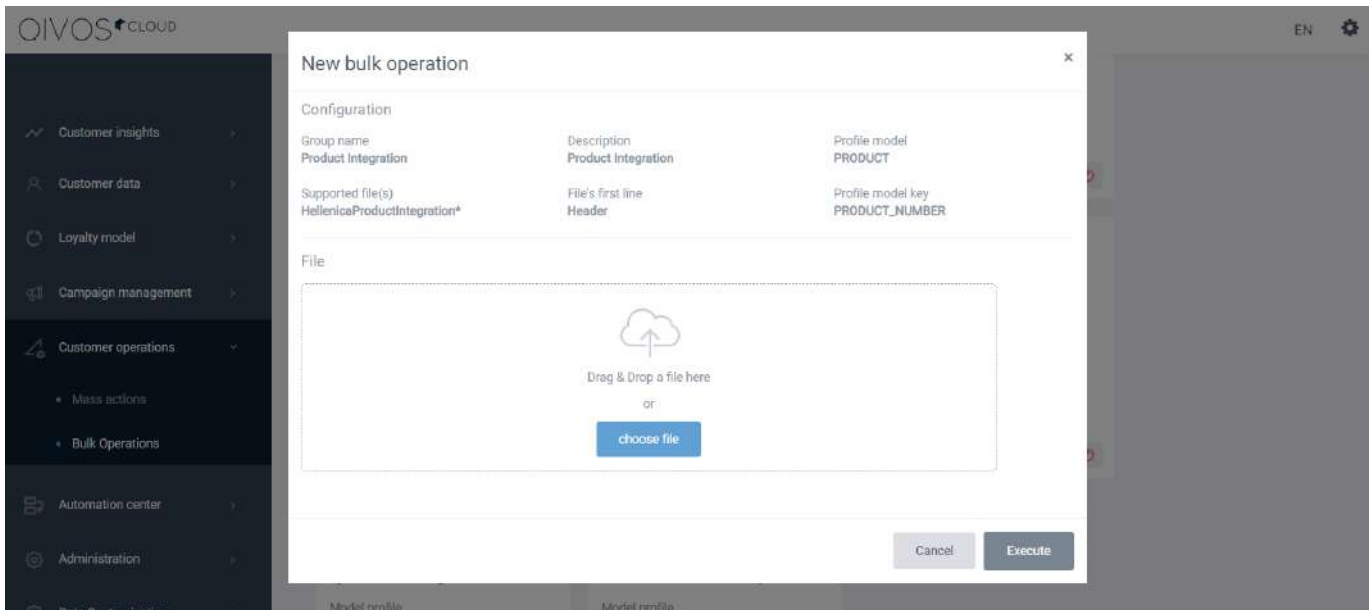 QIVOS CLOUD
EN
Customer insights
Customer data
Loyalty model
Campaign management
Customer operations
Mass actions
Bulk Operations
Automation center
Administration
New bulk operation
×
Configuration
Group name
Product Integration
Description
Product Integration
Profile model
PRODUCT
Supported file(s)
HellenicaProductIntegration*
File's first line
Header
Profile model key
PRODUCT_NUMBER
File
Drag & Drop a file here
or
choose file
Cancel
Execute
Model profile
Model profile